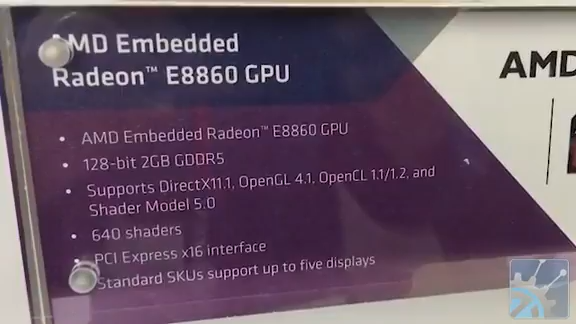 AMD Embedded
Radeon™ E8860 GPU
AMD
• AMD Embedded Radeon™ E8860 GPU
• 128-bit 2GB GDDR5
• Supports DirectX11.1, OpenGL 4.1, OpenCL 1.1/1.2, and
Shader Model 5.0
• 640 shaders
PCI Express x16 interface
Standard SKUs support up to five displays